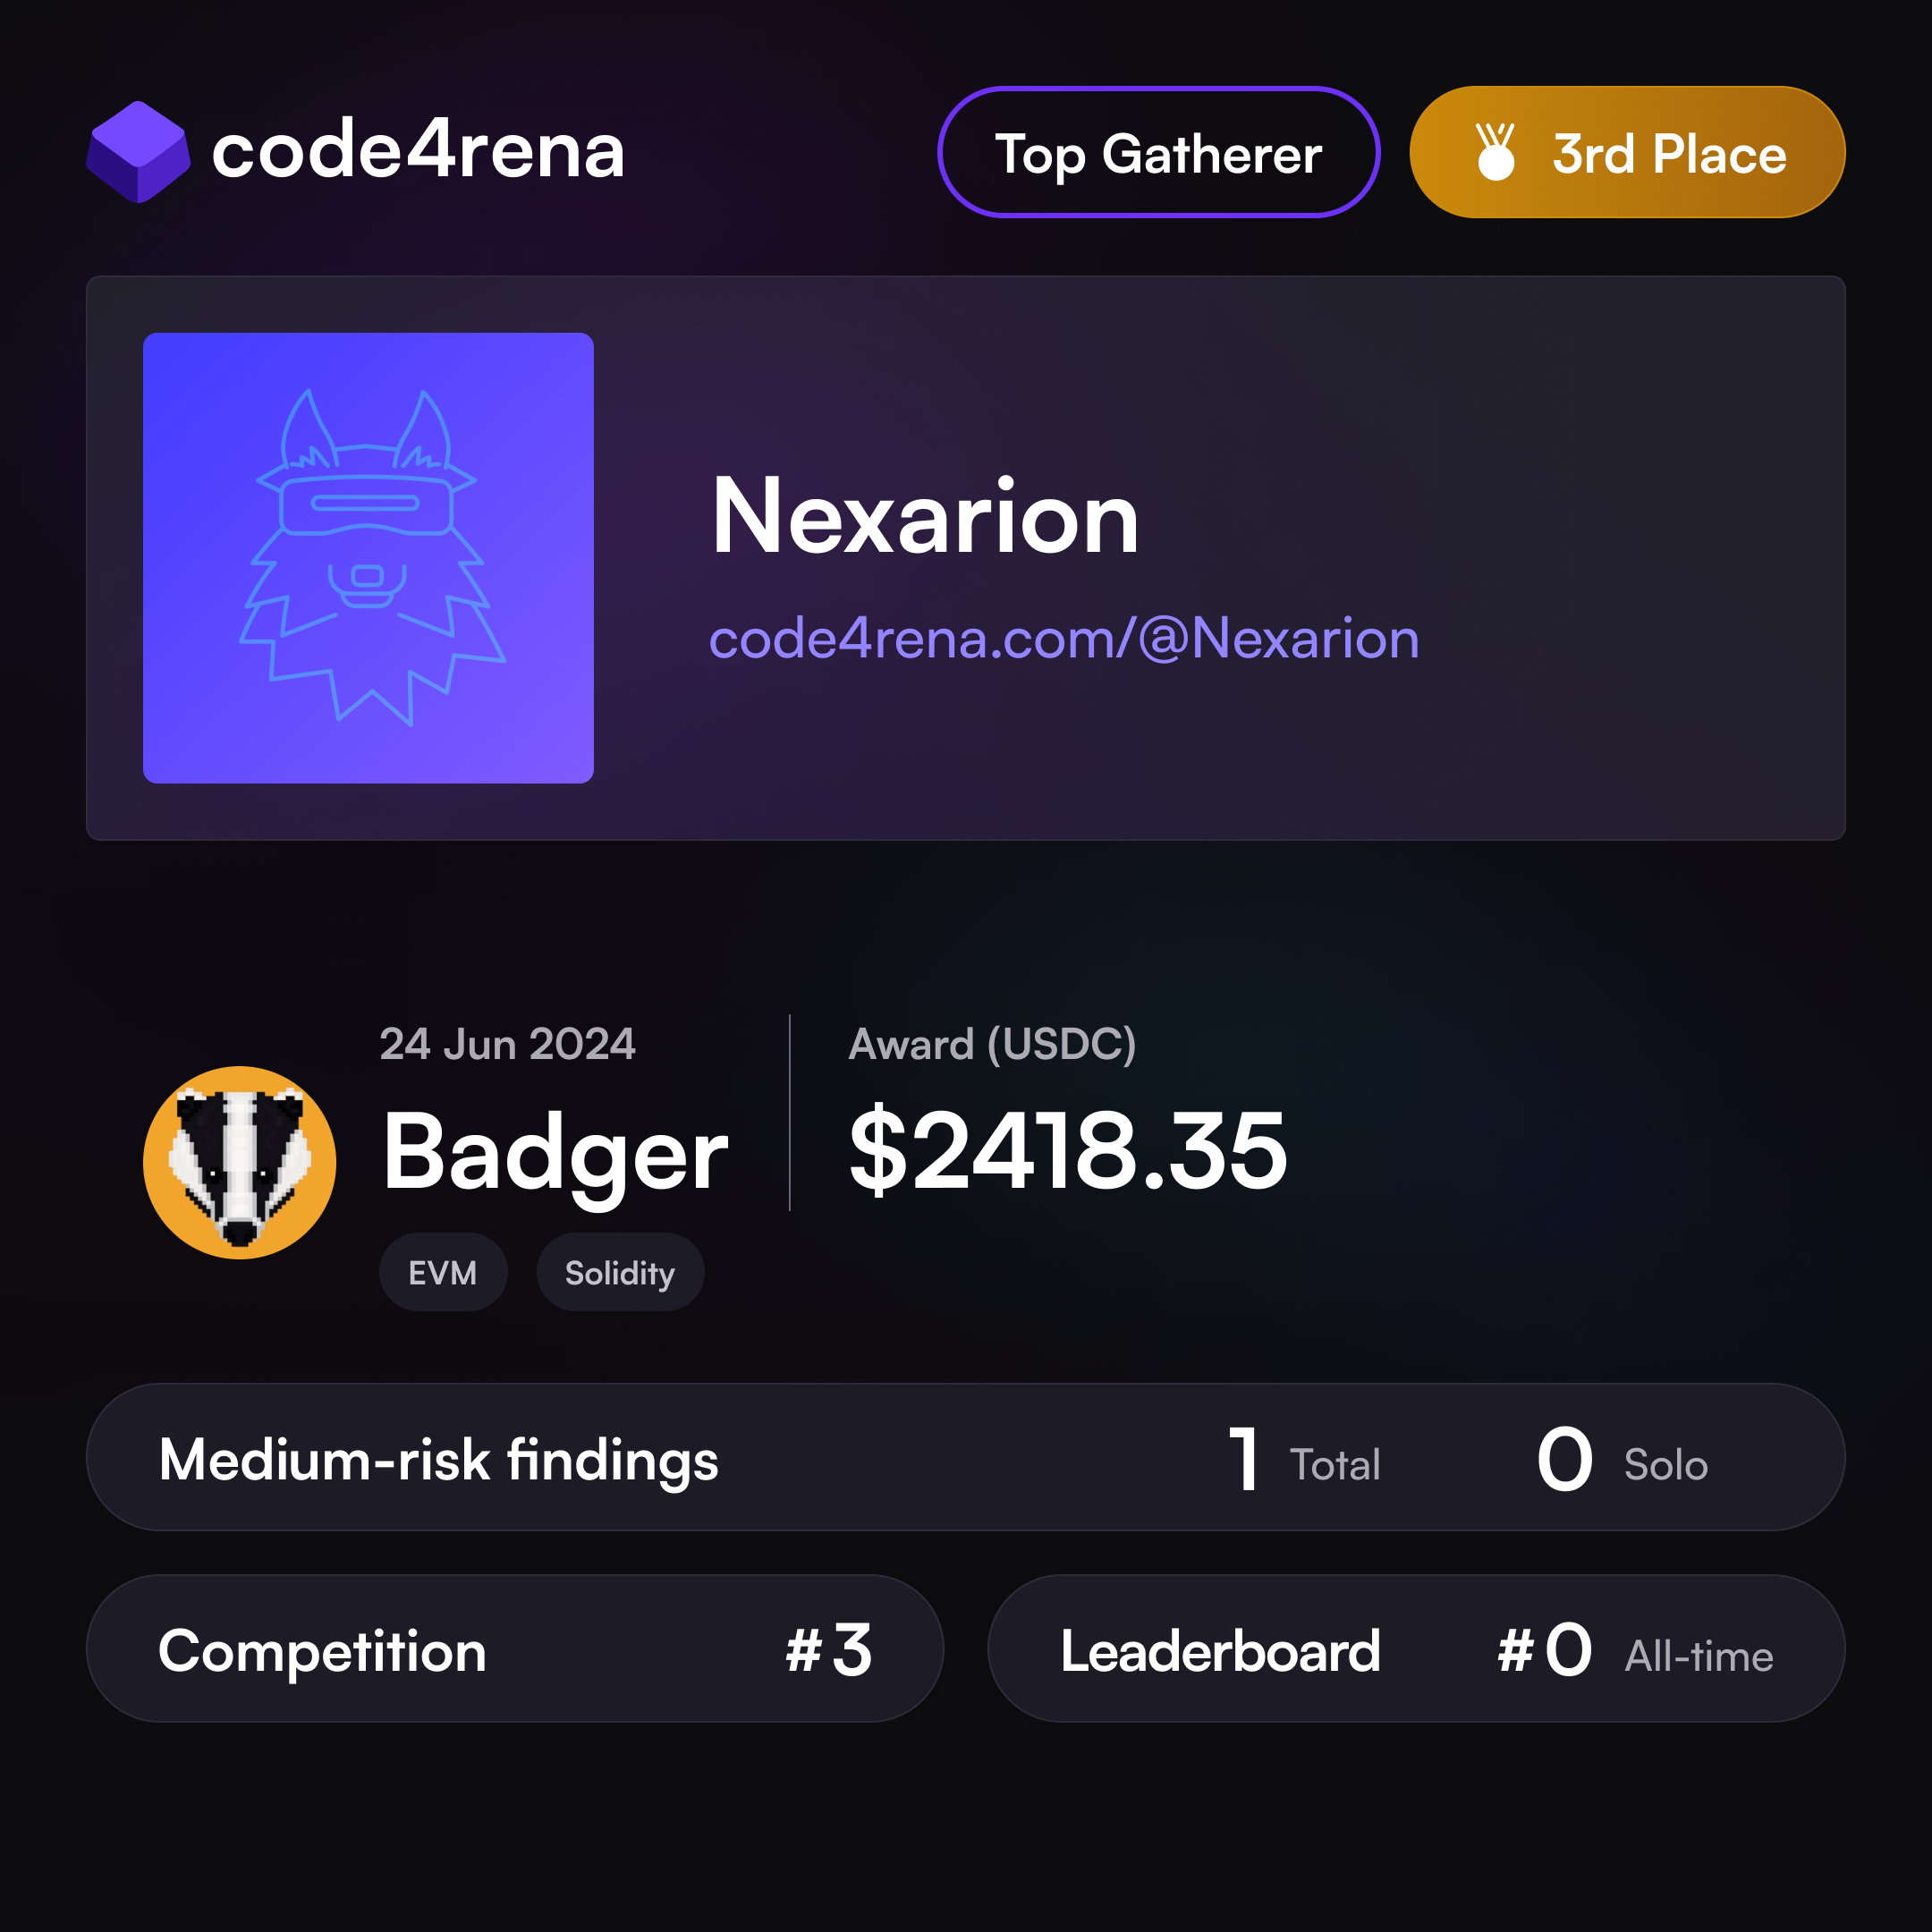 code4rena
Top Gatherer
3rd Place
Nexarion
code4rena.com/@Nexarion
24 Jun 2024
Badger
EVM Solidity
Award (USDC)
$2418.35
Medium-risk findings 1 Total 0 Solo
Competition #3
Leaderboard #0 All-time